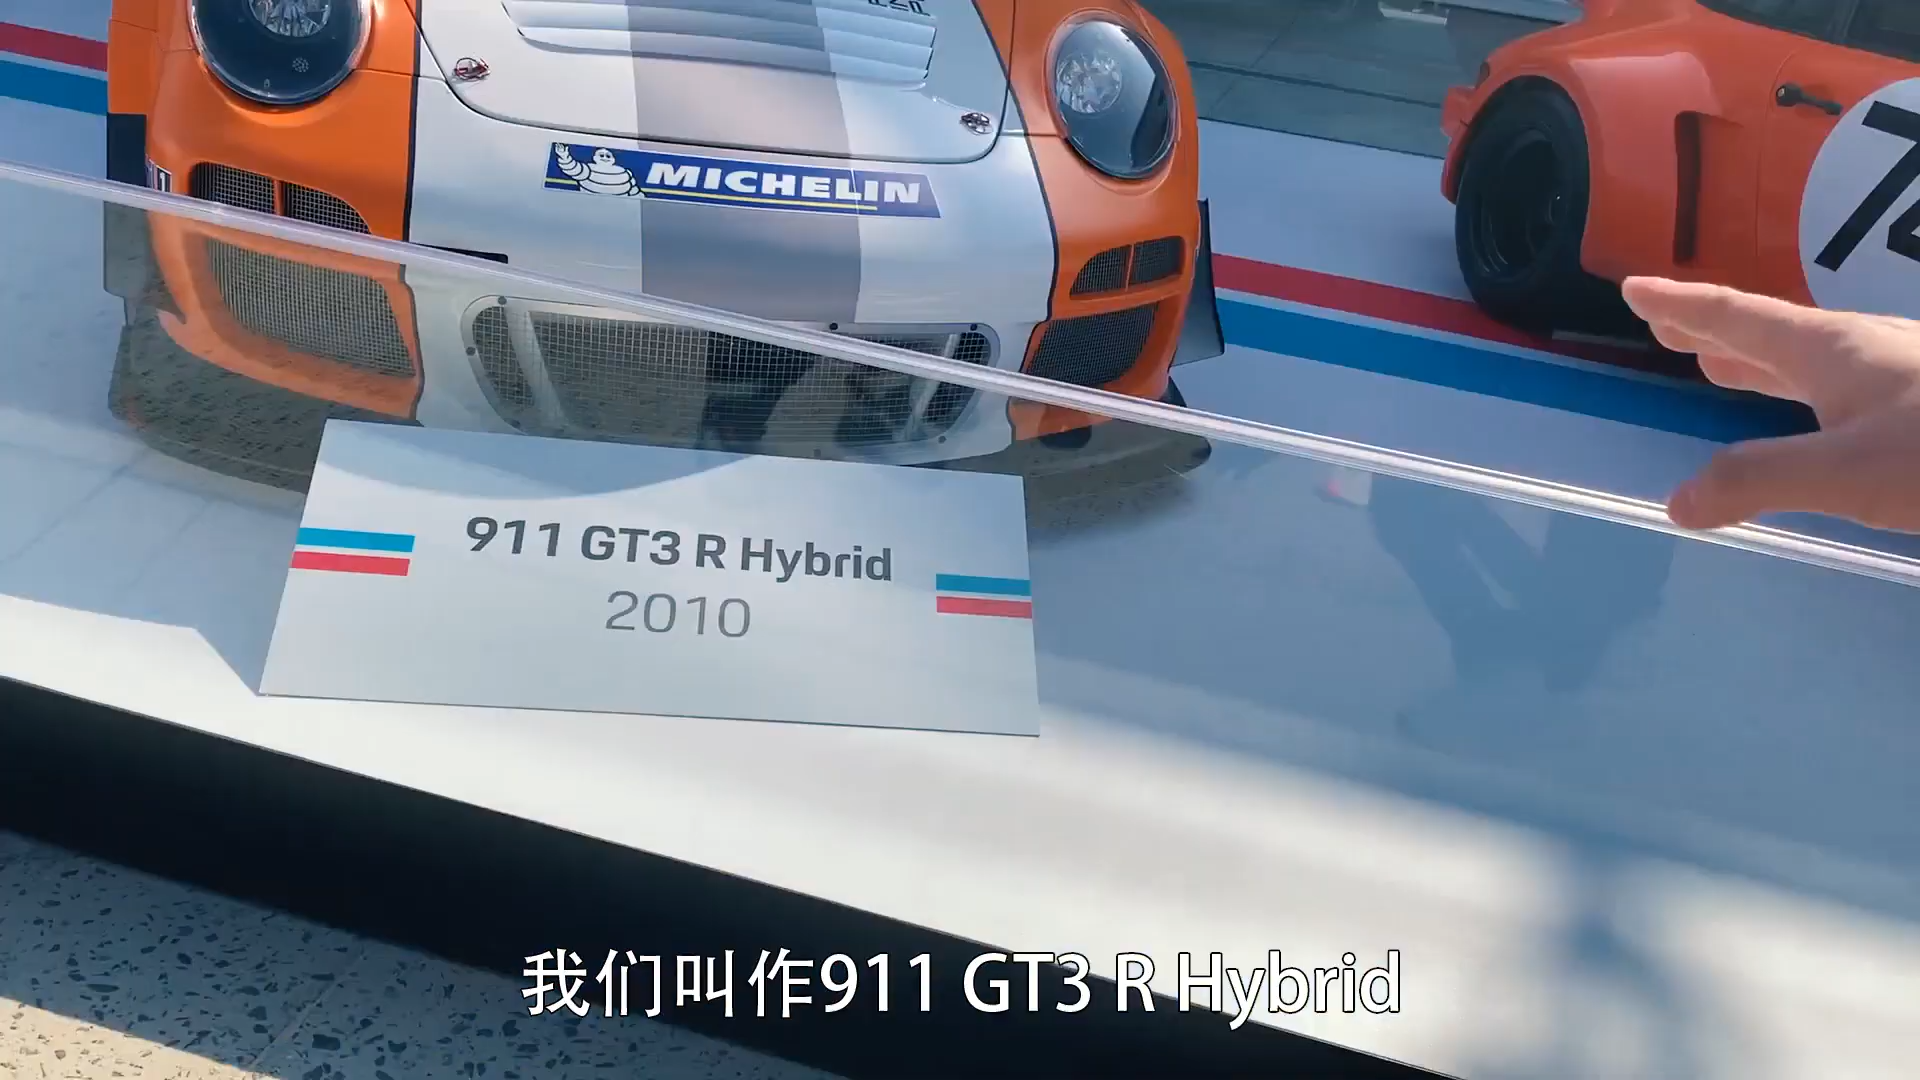 MICHELIN
911 GT3 R Hybrid
2010
我们叫作911 GT3 R Hybrid